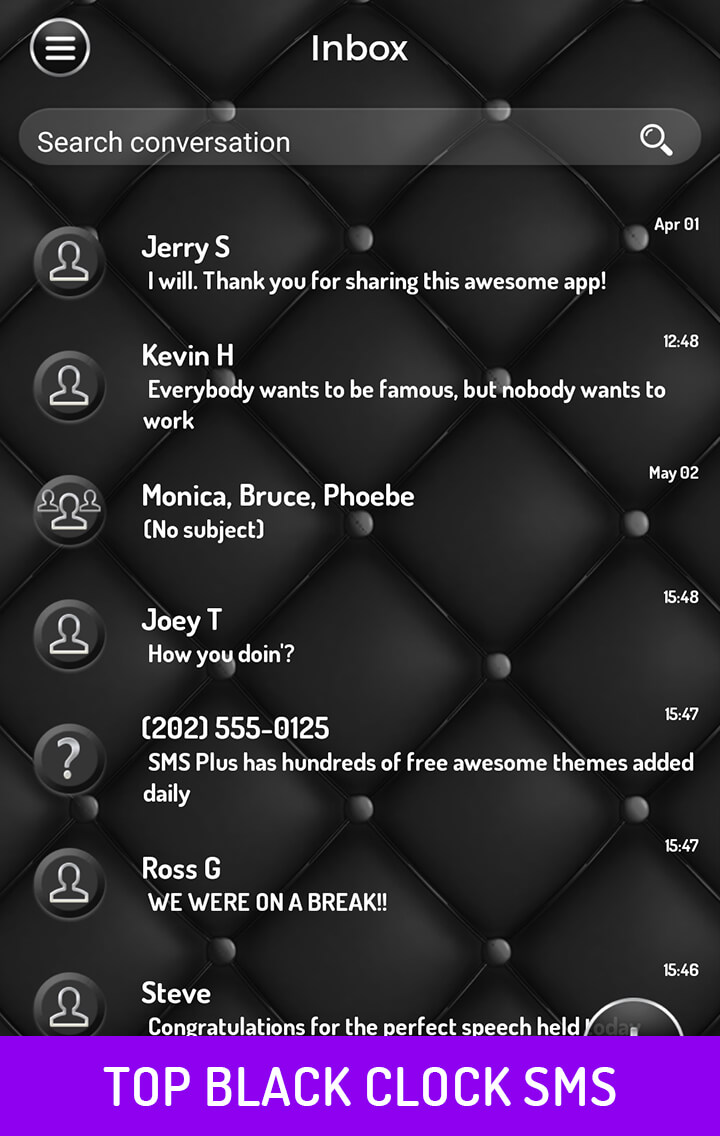 Inbox
Search conversation
Apr 01
Jerry S
I will. Thank you for sharing this awesome app!
12:48
Kevin H
Everybody wants to be famous, but nobody wants to
work
May 02
Monica, Bruce, Phoebe
(No subject)
15:48
Joey T
How you doin'?
15:47
(202) 555-0125
SMS Plus has hundreds of free awesome themes added
daily
15:47
Ross G
WE WERE ON A BREAK!!
15:46
Steve
Congratulations for the perfect speech held today
TOP BLACK CLOCK SMS